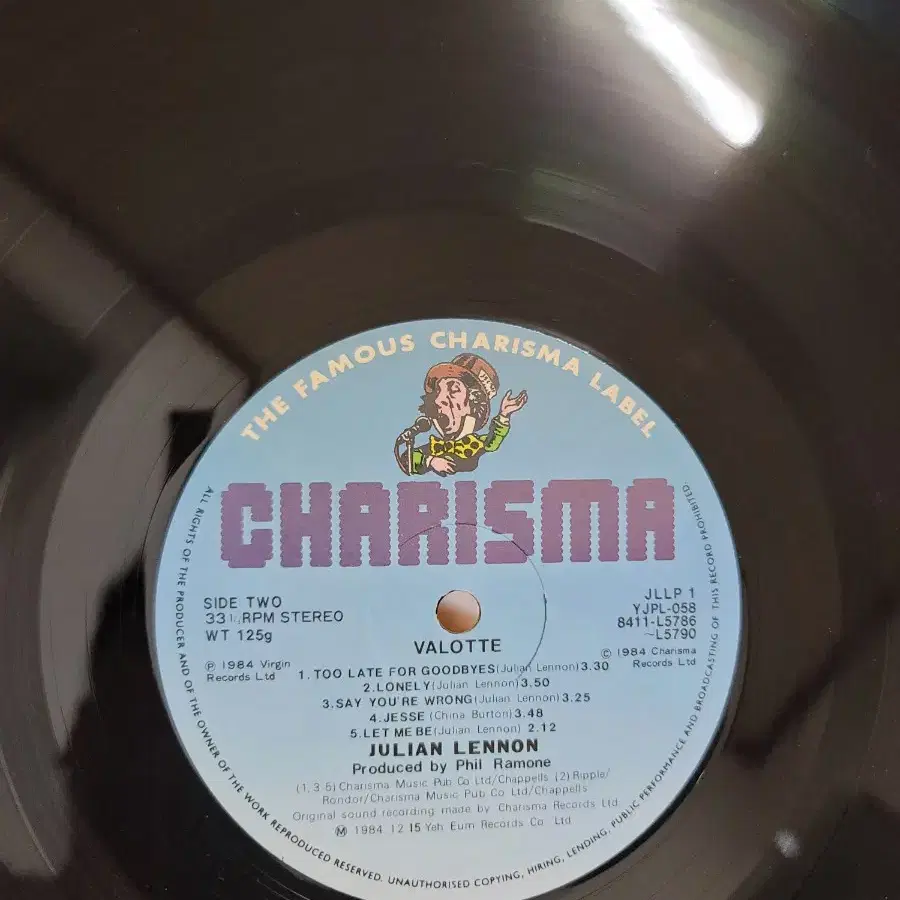 THE FAMOUS CHARISMA LABEL
CHARISMA
SIDE TWO
33 1/3 RPM STEREO
WT 125g
JLLP 1
YJPL-058
8411-L5786
~L5790
VALOTTE
℗ 1984 Virgin
Records Ltd
© 1984 Charisma
Records Ltd
1. TOO LATE FOR GOODBYES (Julian Lennon) 3.30
2. LONELY (Julian Lennon) 3.50
3. SAY YOU'RE WRONG (Julian Lennon) 3.25
4. JESSE (China Burton) 3.48
5. LET ME BE (Julian Lennon) 2.12
JULIAN LENNON
Produced by Phil Ramone
(1, 3, 5) Charisma Music Pub Co Ltd/Chappells (2) Ripple/
Rondor/Charisma Music Pub Co Ltd/Chappells
Original sound recording made by Charisma Records Ltd
Ⓜ 1984. 12. 15 Yeh Eum Records Co Ltd
ALL RIGHTS OF THE PRODUCER AND OF THE OWNER OF THE WORK REPRODUCED RESERVED. UNAUTHORISED COPYING, HIRING, LENDING, PUBLIC PERFORMANCE AND BROADCASTING OF THIS RECORD PROHIBITED.